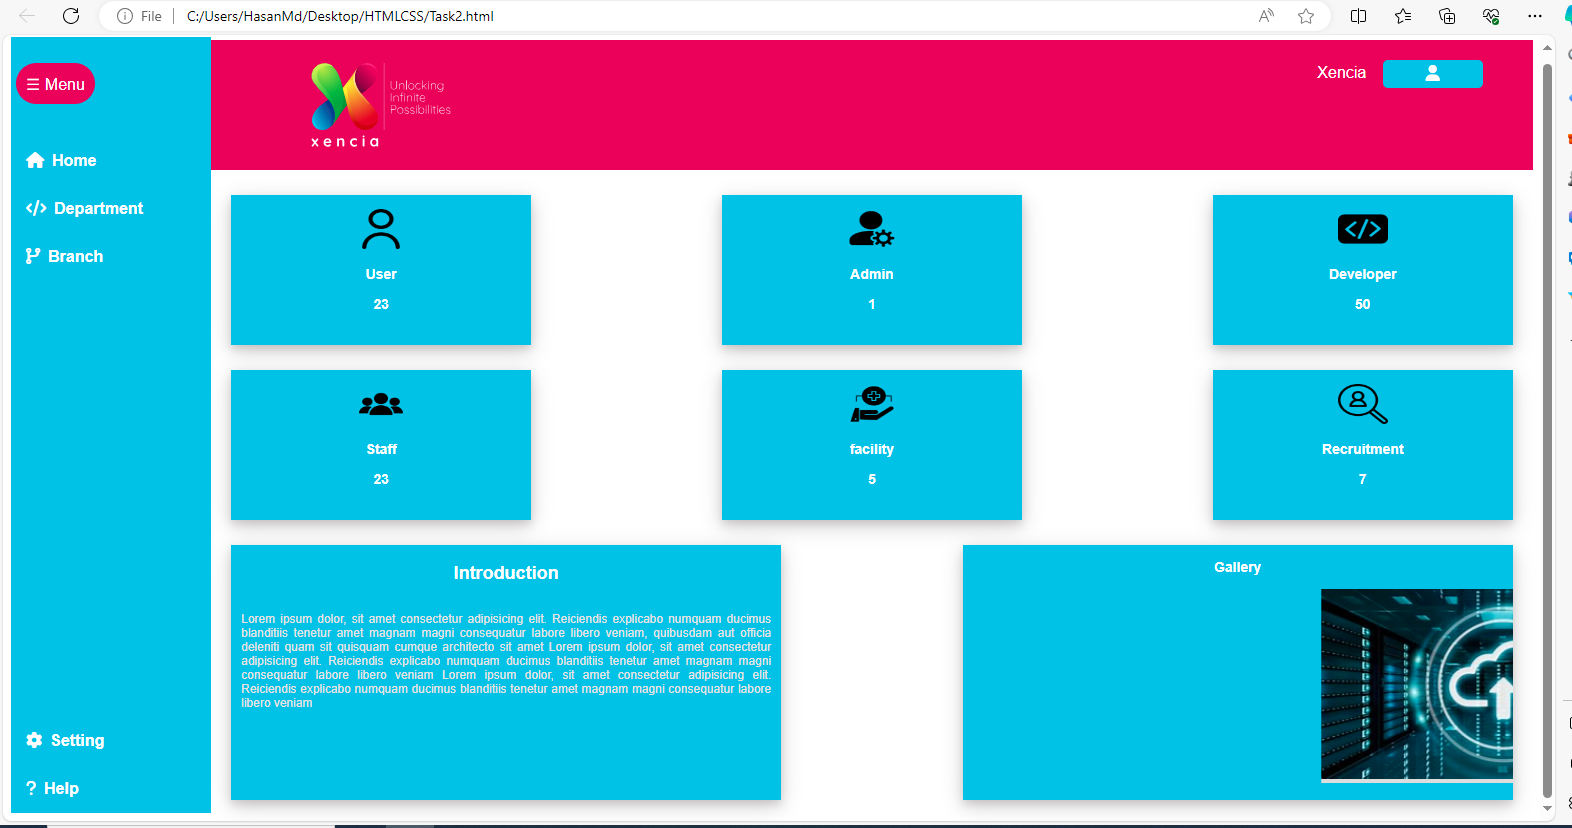 File
C:/Users/HasanMd/Desktop/HTMLCSS/Task2.html
☰ Menu
Home
Department
Branch
Setting
Help
Unlocking
Infinite
Possibilities
xencia
Xencia
User
23
Admin
1
Developer
50
Staff
23
facility
5
Recruitment
7
Introduction
Lorem ipsum dolor, sit amet consectetur adipisicing elit. Reiciendis explicabo numquam ducimus
blanditiis tenetur amet magnam magni consequatur labore libero veniam, quibusdam aut officia
deleniti quam sit quisquam cumque architecto sit amet Lorem ipsum dolor, sit amet consectetur
adipisicing elit. Reiciendis explicabo numquam ducimus blanditiis tenetur amet magnam magni
consequatur labore libero veniam Lorem ipsum dolor, sit amet consectetur adipisicing elit.
Reiciendis explicabo numquam ducimus blanditiis tenetur amet magnam magni consequatur labore
libero veniam
Gallery